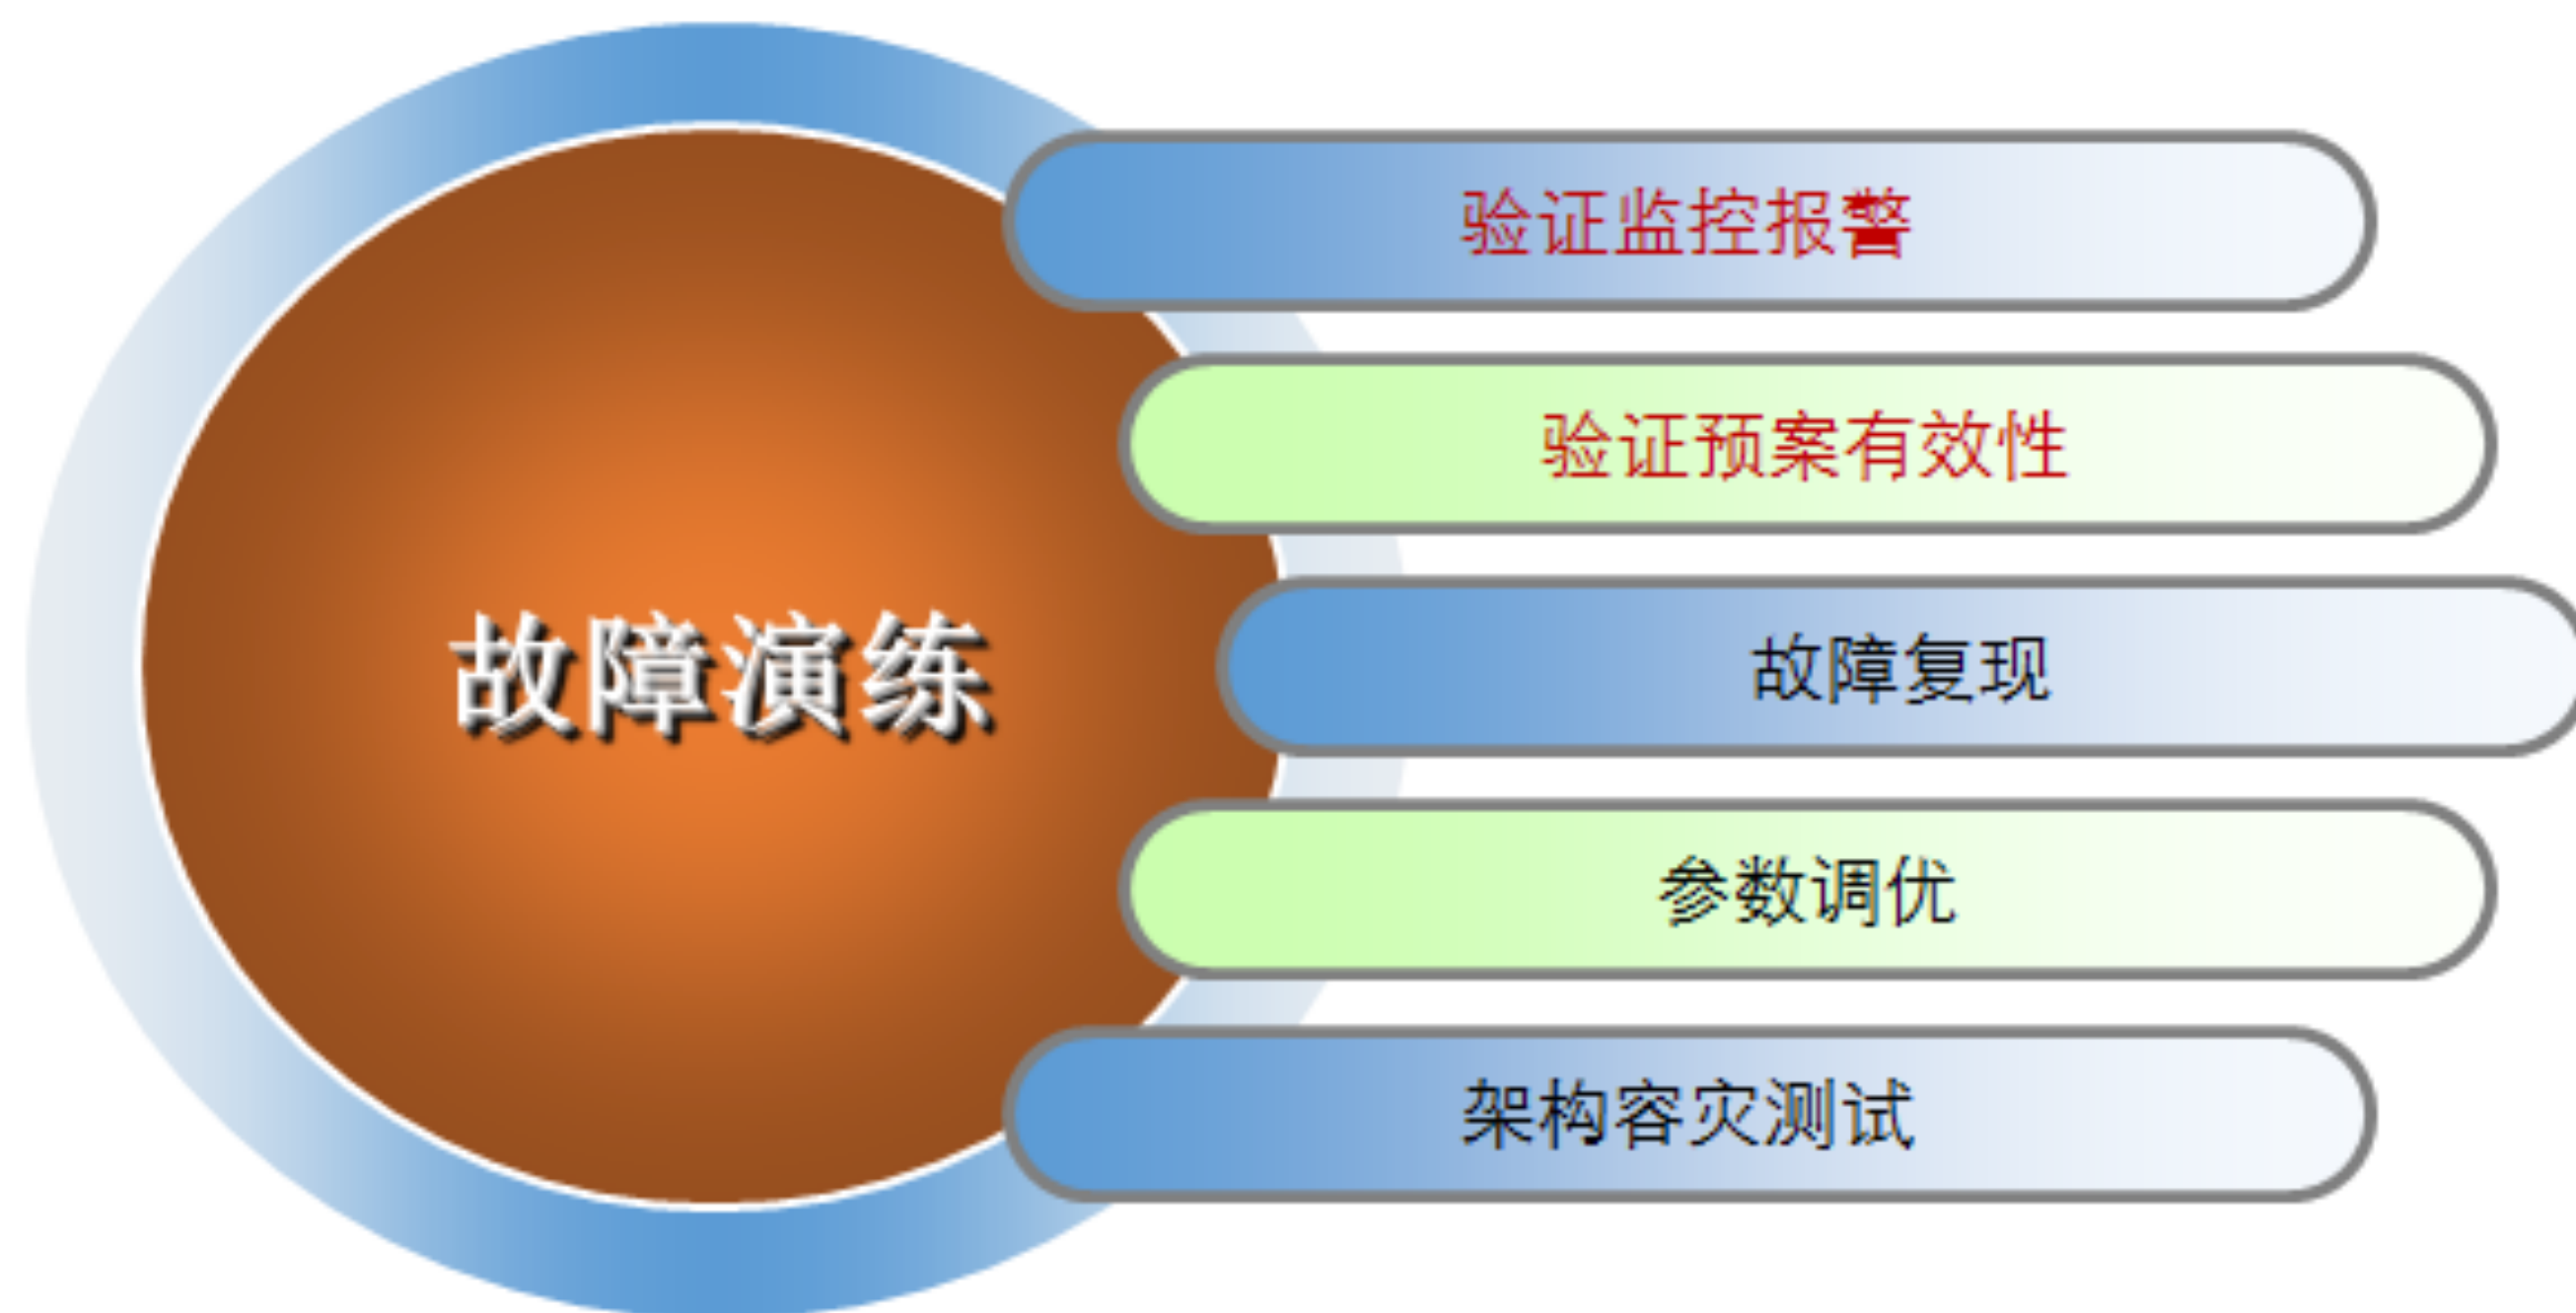 故障演练
验证监控报警
验证预案有效性
故障复现
参数调优
架构容灾测试